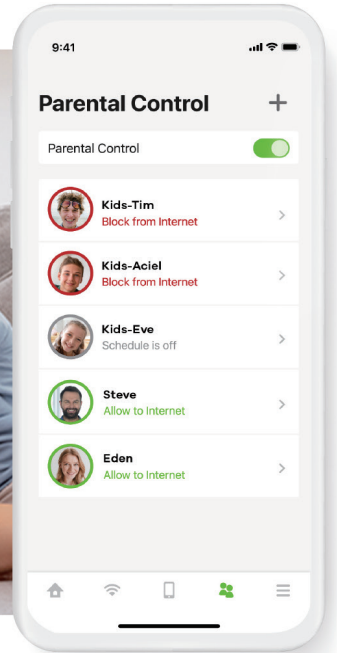 9:41
Parental Control
Parental Control
Kids-Tim
Block from Internet
Kids-Aciel
Block from Internet
Kids-Eve
Schedule is off
Steve
Allow to Internet
Eden
Allow to Internet